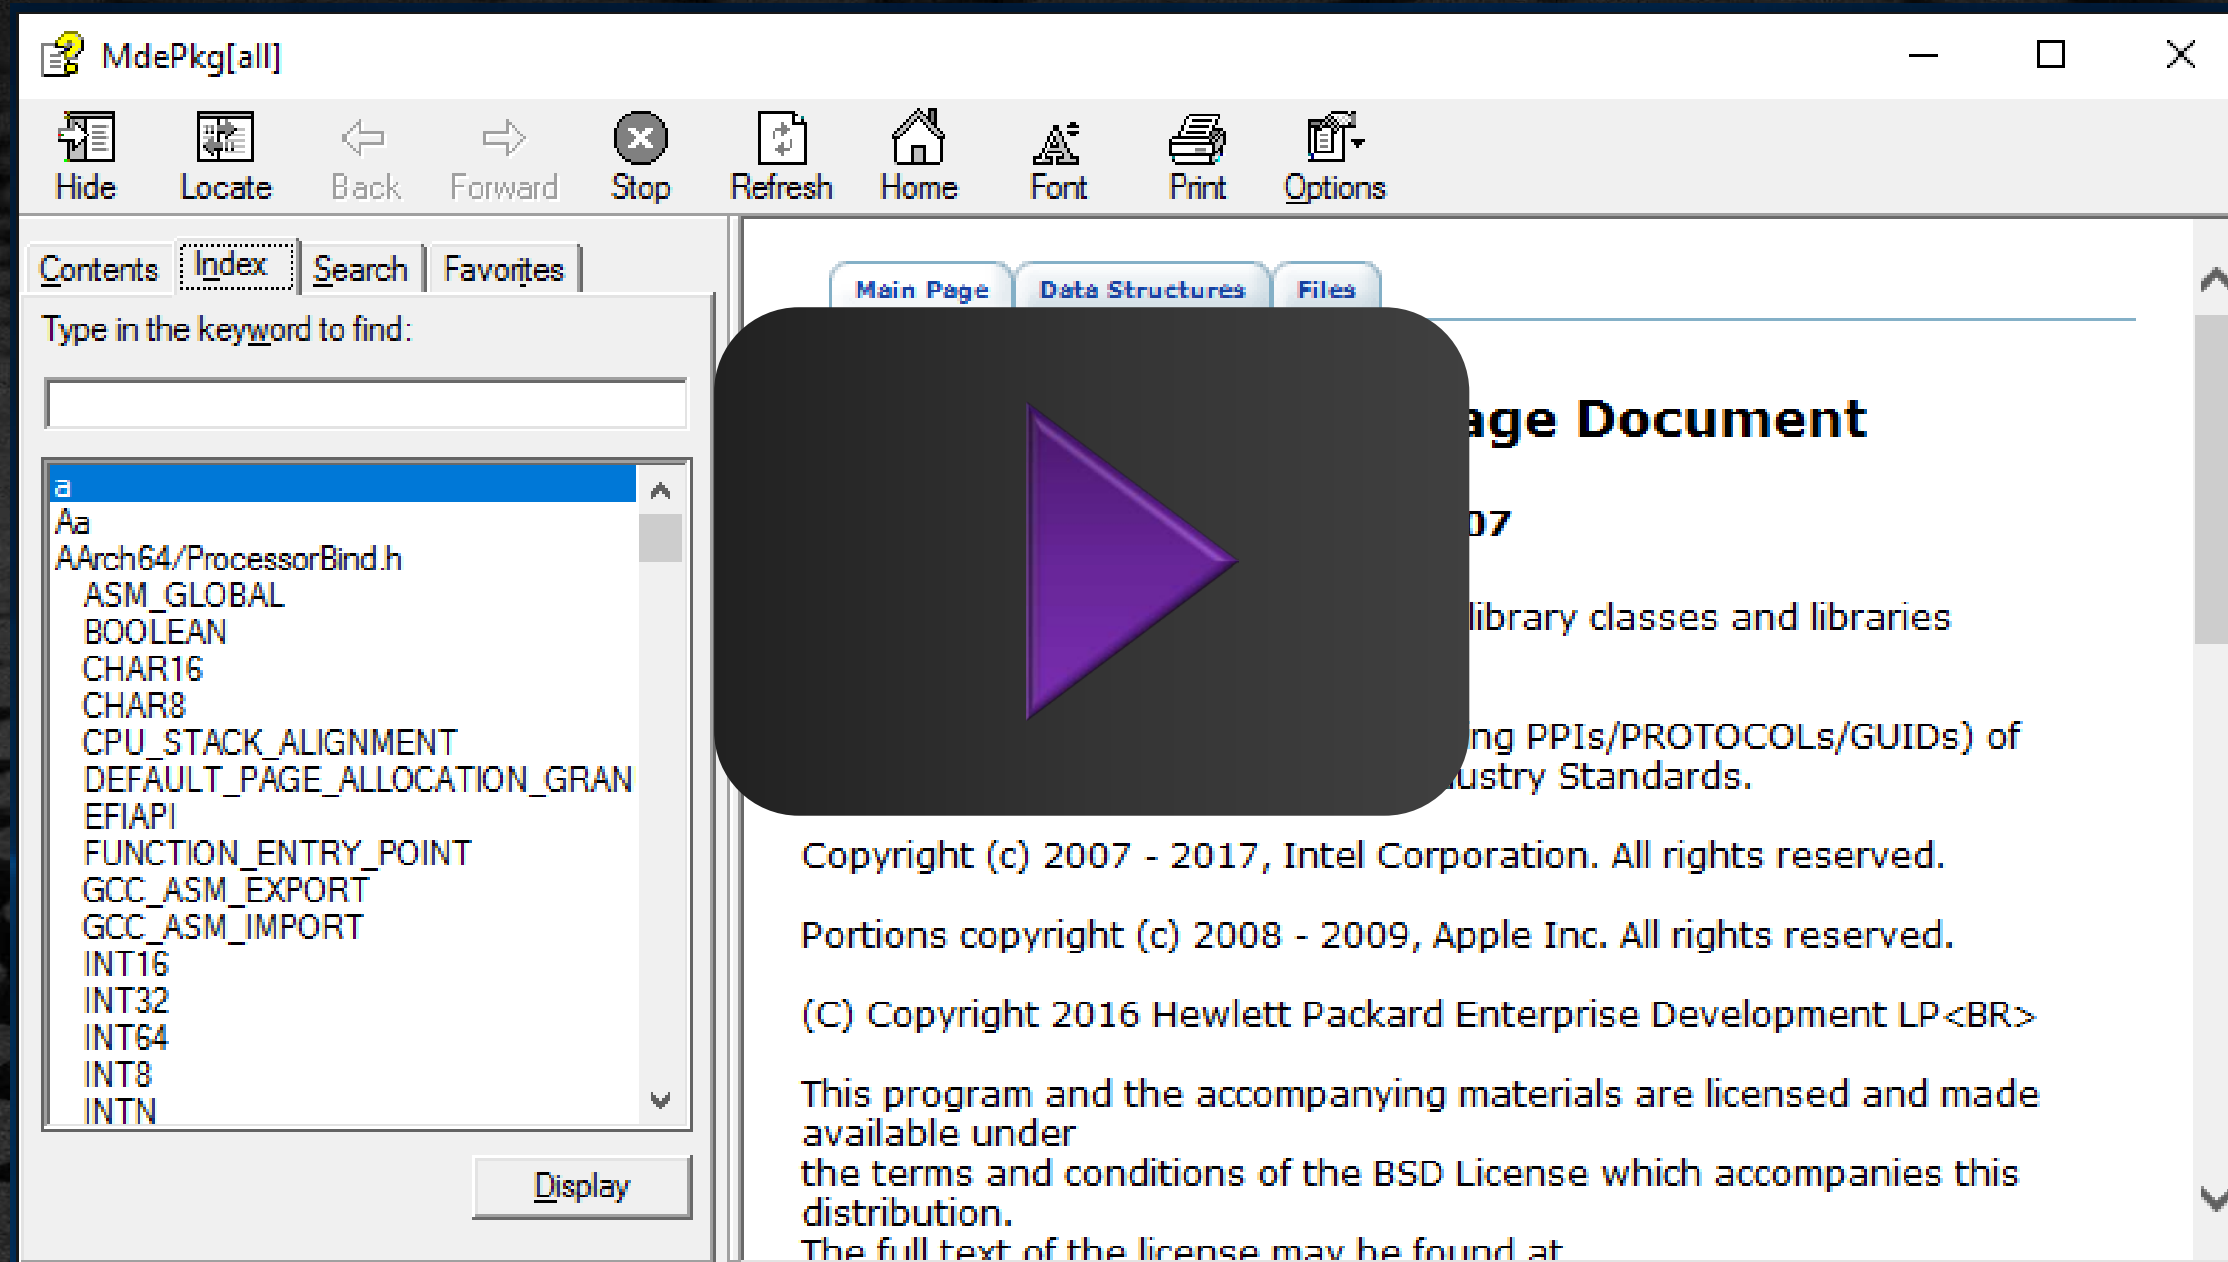 MdePkg[all]
Hide Locate Back Forward Stop Refresh Home Font Print Options
Contents Index Search Favorites
Type in the keyword to find:
a
Aa
AArch64/ProcessorBind.h
ASM_GLOBAL
BOOLEAN
CHAR16
CHAR8
CPU_STACK_ALIGNMENT
DEFAULT_PAGE_ALLOCATION_GRAN
EFIAPI
FUNCTION_ENTRY_POINT
GCC_ASM_EXPORT
GCC_ASM_IMPORT
INT16
INT32
INT64
INT8
INTN
Display
Main Page Data Structures Files
age Document
07
library classes and libraries
ng PPIs/PROTOCOLs/GUIDs) of
ustry Standards.
Copyright (c) 2007 - 2017, Intel Corporation. All rights reserved.
Portions copyright (c) 2008 - 2009, Apple Inc. All rights reserved.
(C) Copyright 2016 Hewlett Packard Enterprise Development LP<BR>
This program and the accompanying materials are licensed and made
available under
the terms and conditions of the BSD License which accompanies this
distribution.
The full text of the license may be found at